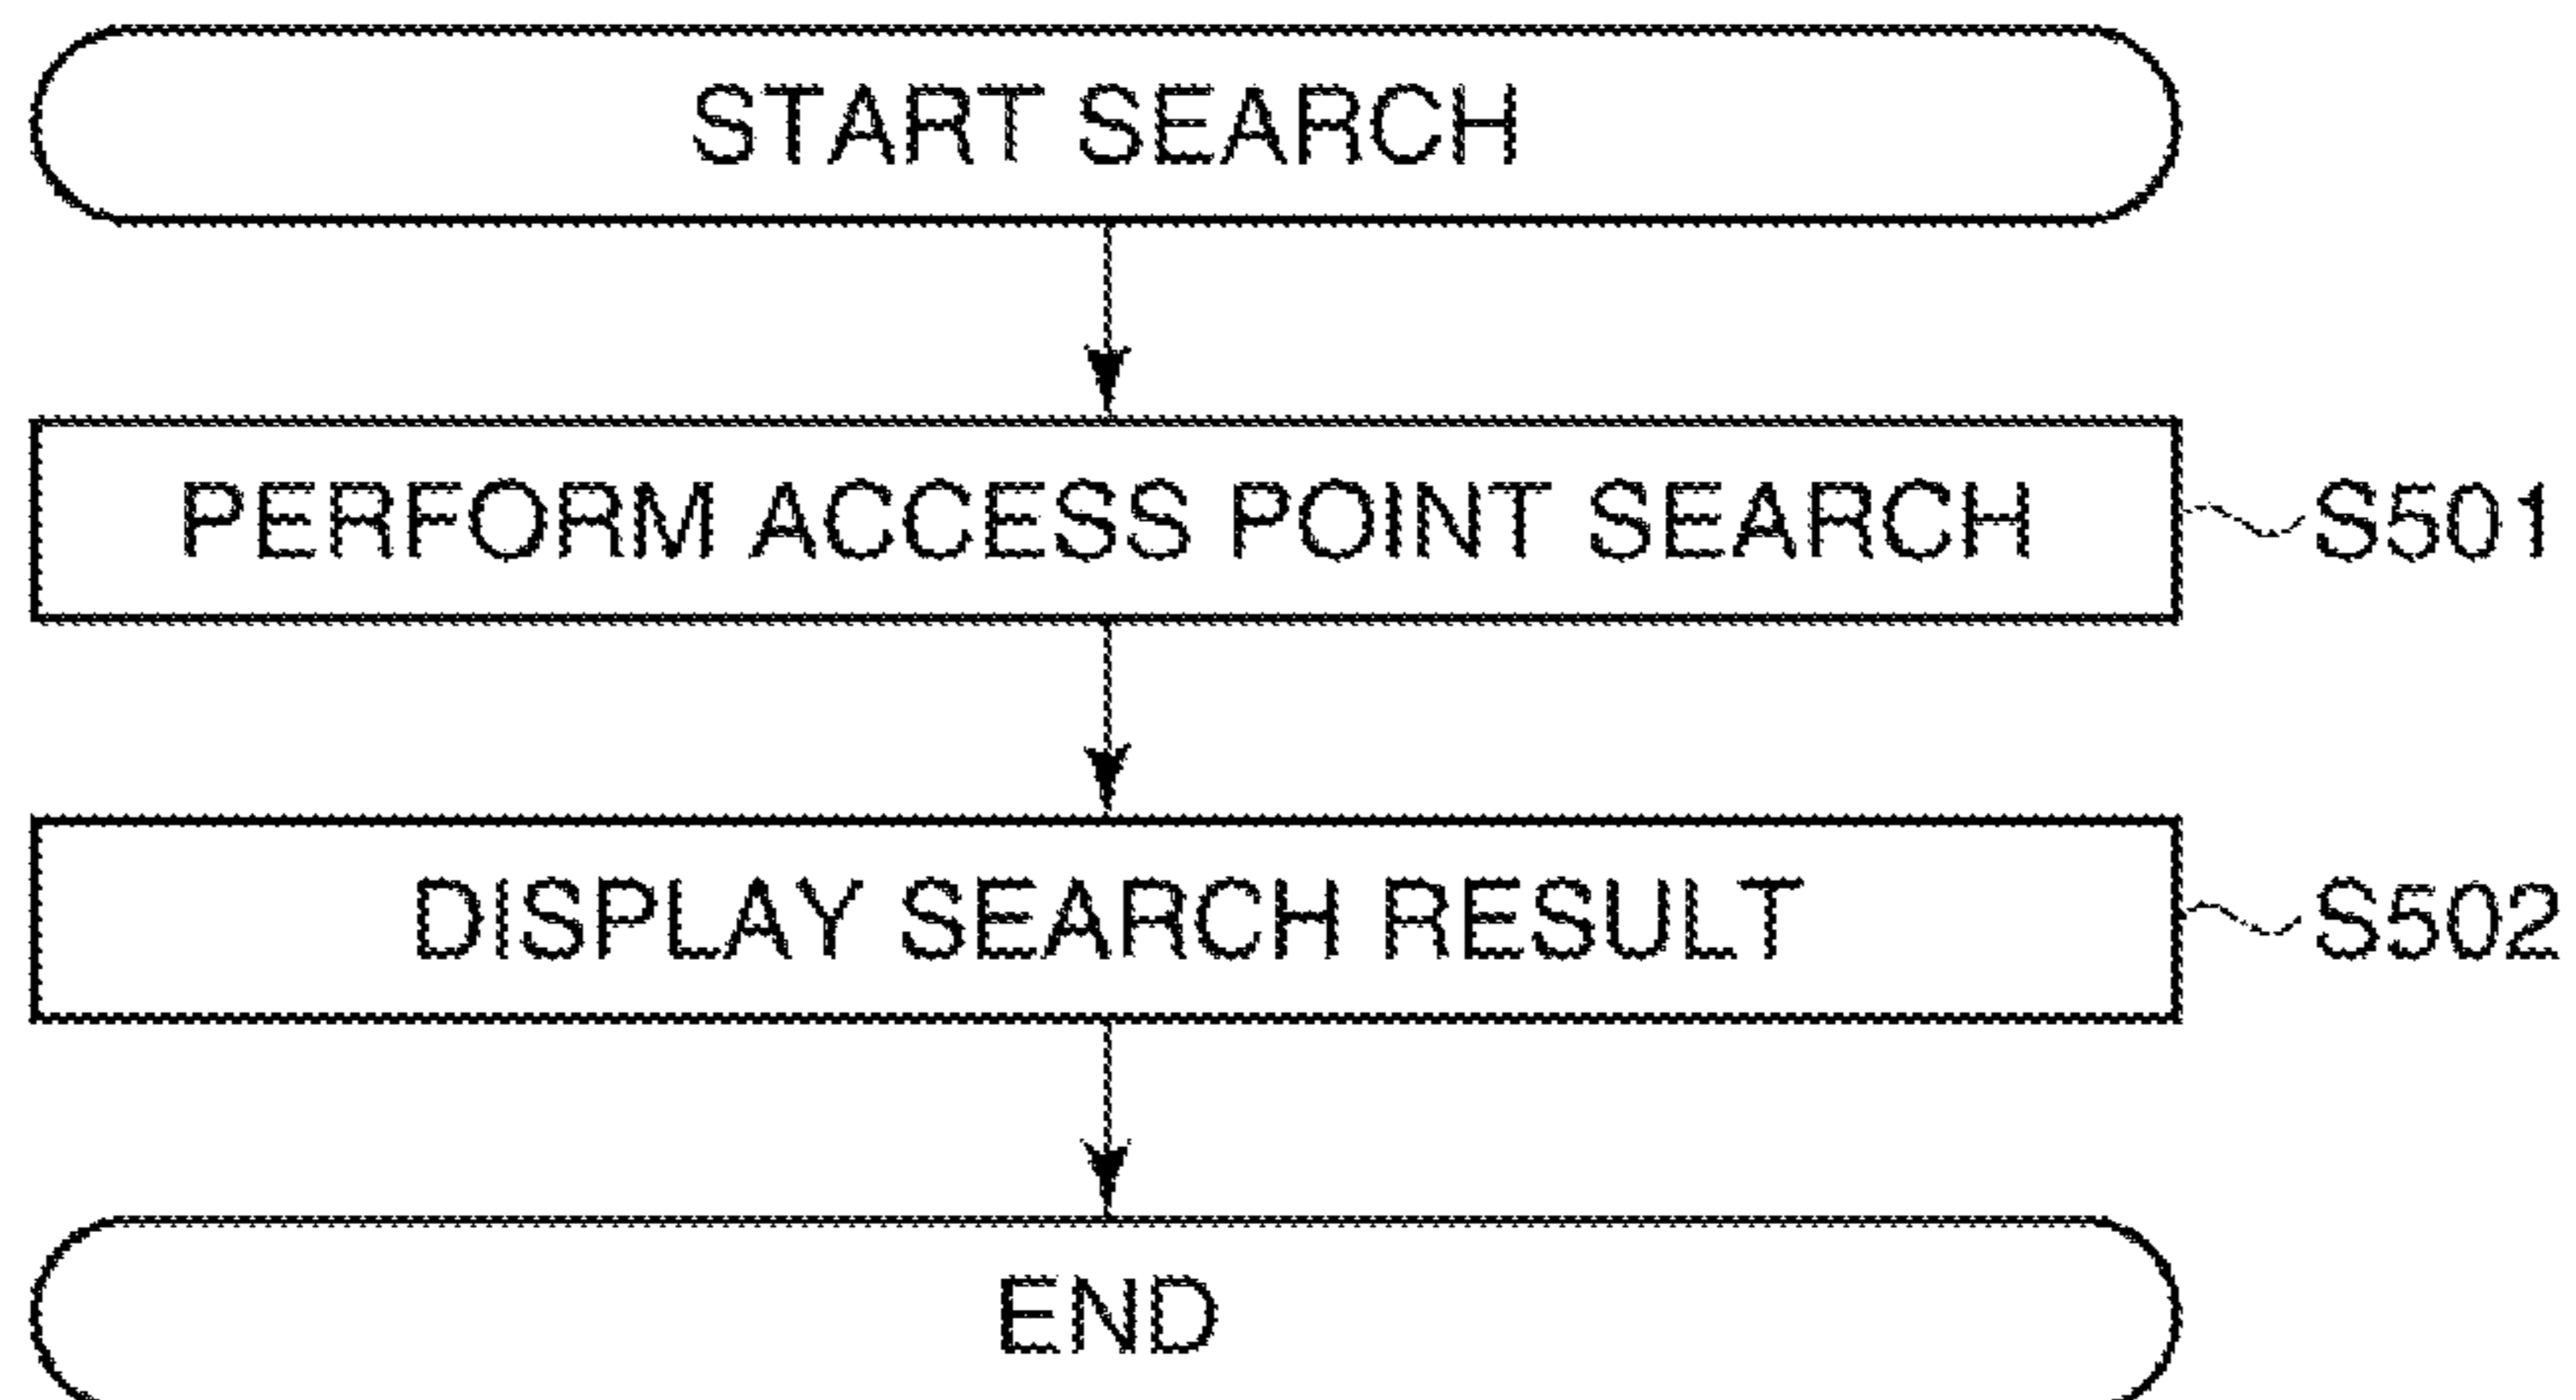 START SEARCH
PERFORM ACCESS POINT SEARCH
S501
DISPLAY SEARCH RESULT
S502
END